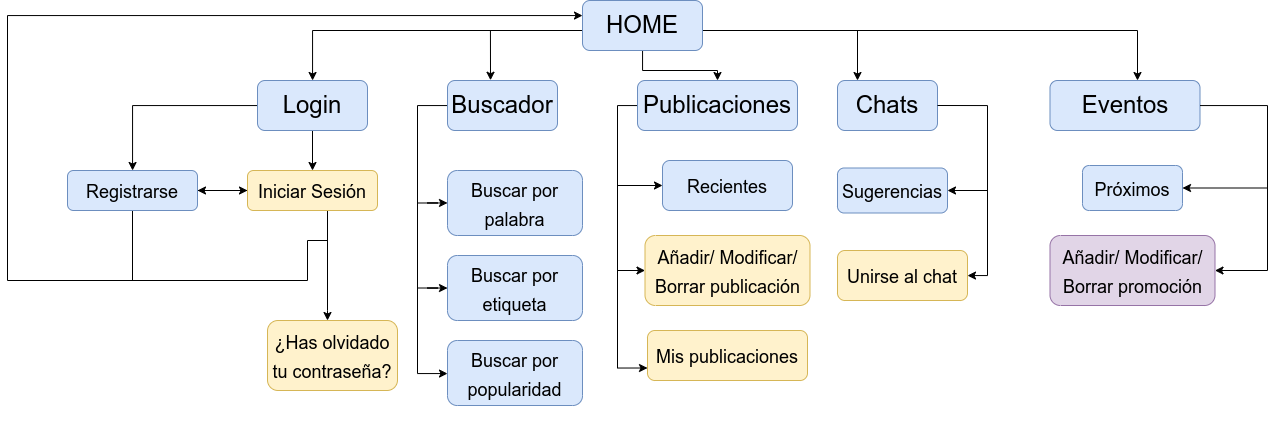 HOME
Login
Buscador
Publicaciones
Chats
Eventos
Registrarse
Iniciar Sesión
¿Has olvidado
tu contraseña?
Buscar por
palabra
Buscar por
etiqueta
Buscar por
popularidad
Recientes
Añadir/ Modificar/
Borrar publicación
Mis publicaciones
Sugerencias
Unirse al chat
Próximos
Añadir/ Modificar/
Borrar promoción